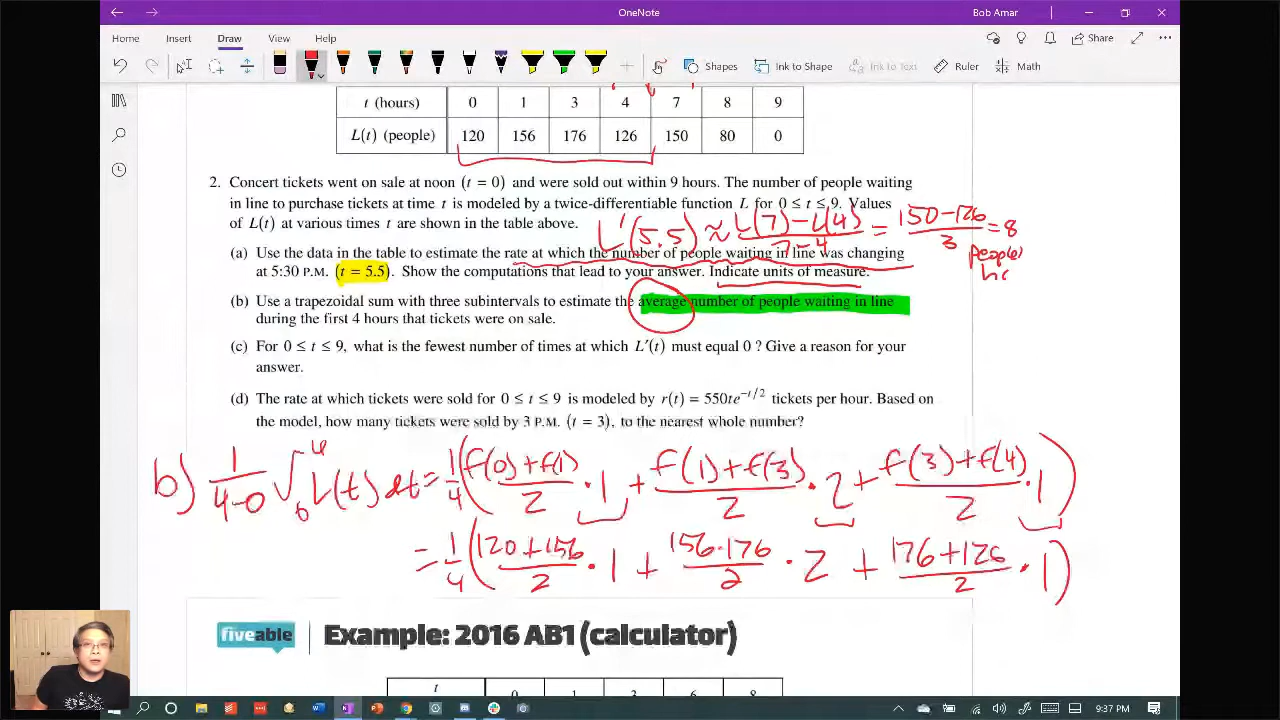 OneNote
Bob Amar
Home Insert Draw View Help
Share
Shapes Ink to Shape Ink to Text Ruler Math
t (hours) 0 1 3 4 7 8 9
L(t) (people) 120 156 176 126 150 80 0
2. Concert tickets went on sale at noon (t = 0) and were sold out within 9 hours. The number of people waiting
in line to purchase tickets at time t is modeled by a twice-differentiable function L for 0 ≤ t ≤ 9. Values
of L(t) at various times t are shown in the table above.
L'(5.5) ≈ L(7)-L(4) / 7-4 = 150-126 / 3 = 8
people/
hr
(a) Use the data in the table to estimate the rate at which the number of people waiting in line was changing
at 5:30 P.M. (t = 5.5). Show the computations that lead to your answer. Indicate units of measure.
(b) Use a trapezoidal sum with three subintervals to estimate the average number of people waiting in line
during the first 4 hours that tickets were on sale.
(c) For 0 ≤ t ≤ 9, what is the fewest number of times at which L'(t) must equal 0 ? Give a reason for your
answer.
(d) The rate at which tickets were sold for 0 ≤ t ≤ 9 is modeled by r(t) = 550te^(-t/2) tickets per hour. Based on
the model, how many tickets were sold by 3 P.M. (t = 3), to the nearest whole number?
b) 1/(4-0) ∫₀⁴ L(t) dt = 1/4 ( f(0)+f(1) / 2 · 1 + f(1)+f(3) / 2 · 2 + f(3)+f(4) / 2 · 1 )
= 1/4 ( 120+156 / 2 · 1 + 156·176 / 2 · 2 + 176+126 / 2 · 1 )
fiveable Example: 2016 AB1 (calculator)
t 0 1 3 6 8
9:37 PM